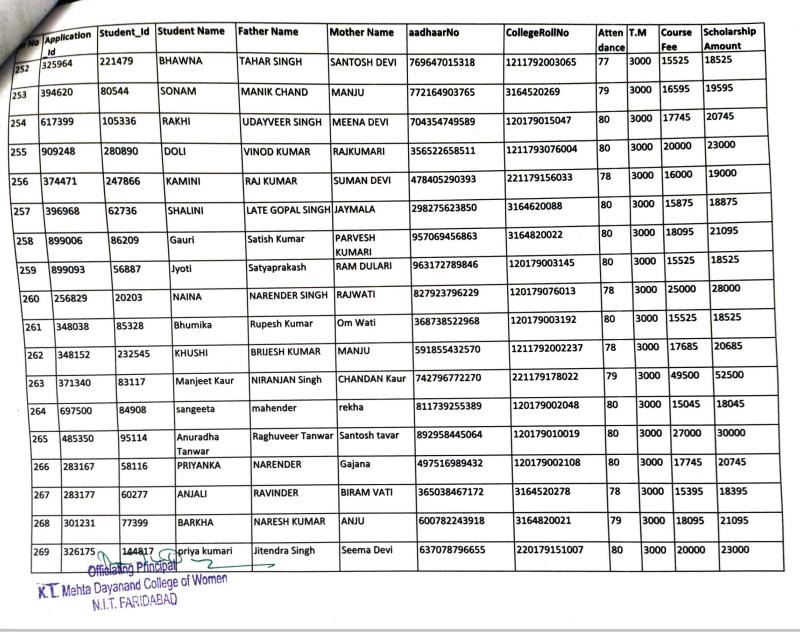 Sr No Application Id Student_Id Student Name Father Name Mother Name aadhaarNo CollegeRollNo Atten dance T.M Course Fee Scholarship Amount
252 325964 221479 BHAWNA TAHAR SINGH SANTOSH DEVI 769647015318 1211792003065 77 3000 15525 18525
253 394620 80544 SONAM MANIK CHAND MANJU 772164903765 3164520269 79 3000 16595 19595
254 617399 105336 RAKHI UDAYVEER SINGH MEENA DEVI 704354749589 120179015047 80 3000 17745 20745
255 909248 280890 DOLI VINOD KUMAR RAJKUMARI 356522658511 1211793076004 80 3000 20000 23000
256 374471 247866 KAMINI RAJ KUMAR SUMAN DEVI 478405290393 221179156033 78 3000 16000 19000
257 396968 62736 SHALINI LATE GOPAL SINGH JAYMALA 298275623850 3164620088 80 3000 15875 18875
258 899006 86209 Gauri Satish Kumar PARVESH KUMARI 957069456863 3164820022 80 3000 18095 21095
259 899093 56887 Jyoti Satyaprakash RAM DULARI 963172789846 120179003145 80 3000 15525 18525
260 256829 20203 NAINA NARENDER SINGH RAJWATI 827923796229 120179076013 78 3000 25000 28000
261 348038 85328 Bhumika Rupesh Kumar Om Wati 368738522968 120179003192 80 3000 15525 18525
262 348152 232545 KHUSHI BRIJESH KUMAR MANJU 591855432570 1211792002237 78 3000 17685 20685
263 371340 83117 Manjeet Kaur NIRANJAN Singh CHANDAN Kaur 742796772270 221179178022 79 3000 49500 52500
264 697500 84908 sangeeta mahender rekha 811739255389 120179002048 80 3000 15045 18045
265 485350 95114 Anuradha Tanwar Raghuveer Tanwar Santosh tavar 892958445064 120179010019 80 3000 27000 30000
266 283167 58116 PRIYANKA NARENDER Gajana 497516989432 120179002108 80 3000 17745 20745
267 283177 60277 ANJALI RAVINDER BIRAM VATI 365038467172 3164520278 78 3000 15395 18395
268 301231 77399 BARKHA NARESH KUMAR ANJU 600782243918 3164820021 79 3000 18095 21095
269 326175 144817 priya kumari Jitendra Singh Seema Devi 637078796655 220179151007 80 3000 20000 23000
Officiating Principal
K.L. Mehta Dayanand College of Women
N.I.T. FARIDABAD